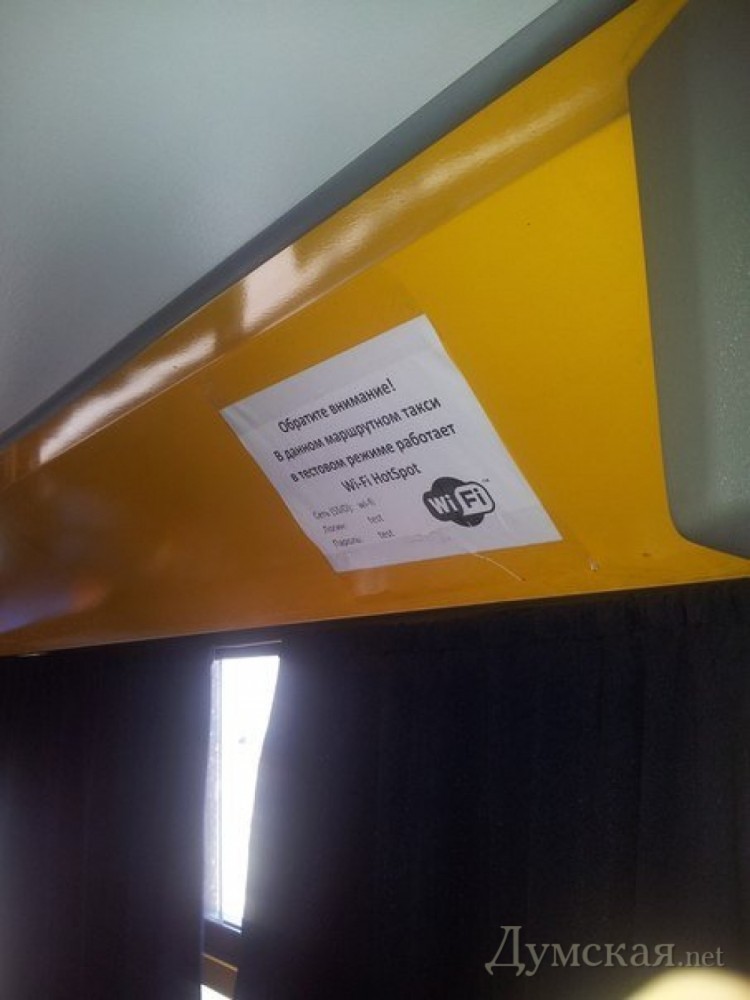 Обратите внимание!
В данном маршрутном такси
в тестовом режиме работает
Wi-Fi HotSpot
Сеть (SSID): wi-fi
Логин: test
Пароль: test
Wi Fi
Думская.net